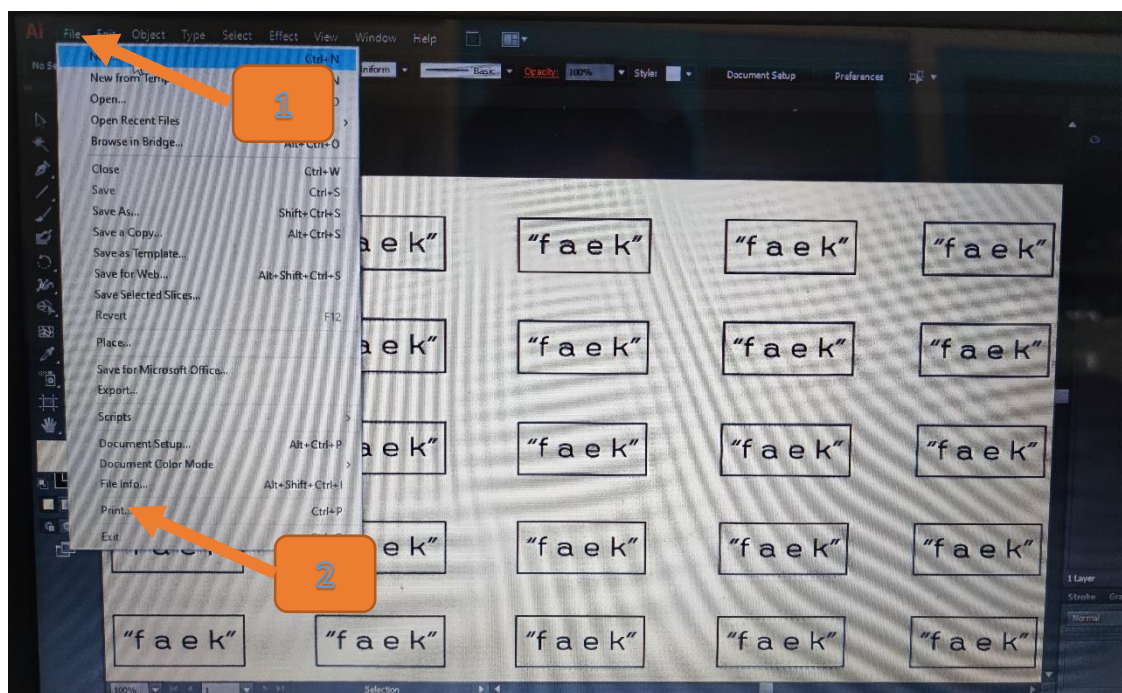 Ai File Edit Object Type Select Effect View Window Help
Uniform Basic Opacity: 100% Style: Document Setup Preferences
Ctrl+N
New from N
Open...
Open Recent Files
Browse in Bridge... Alt+Ctrl+O
Close Ctrl+W
Save Ctrl+S
Save As... Shift+Ctrl+S
Save a Copy... Alt+Ctrl+S
Save as Template...
Save for Web... Alt+Shift+Ctrl+S
Save Selected Slices...
Revert F12
Place...
Save for Microsoft Office...
Export...
Scripts
Document Setup... Alt+Ctrl+P
Document Color Mode
File Info... Alt+Shift+Ctrl+I
Print... Ctrl+P
Exit
1
2
a e k” “f a e k” “f a e k” “f a e k”
a e k” “f a e k” “f a e k” “f a e k”
a e k” “f a e k” “f a e k” “f a e k”
e k” “f a e k” “f a e k” “f a e k”
“f a e k” “f a e k” “f a e k” “f a e k” “f a e k”
1 Layer
Stroke
Normal
100% 1 Selection